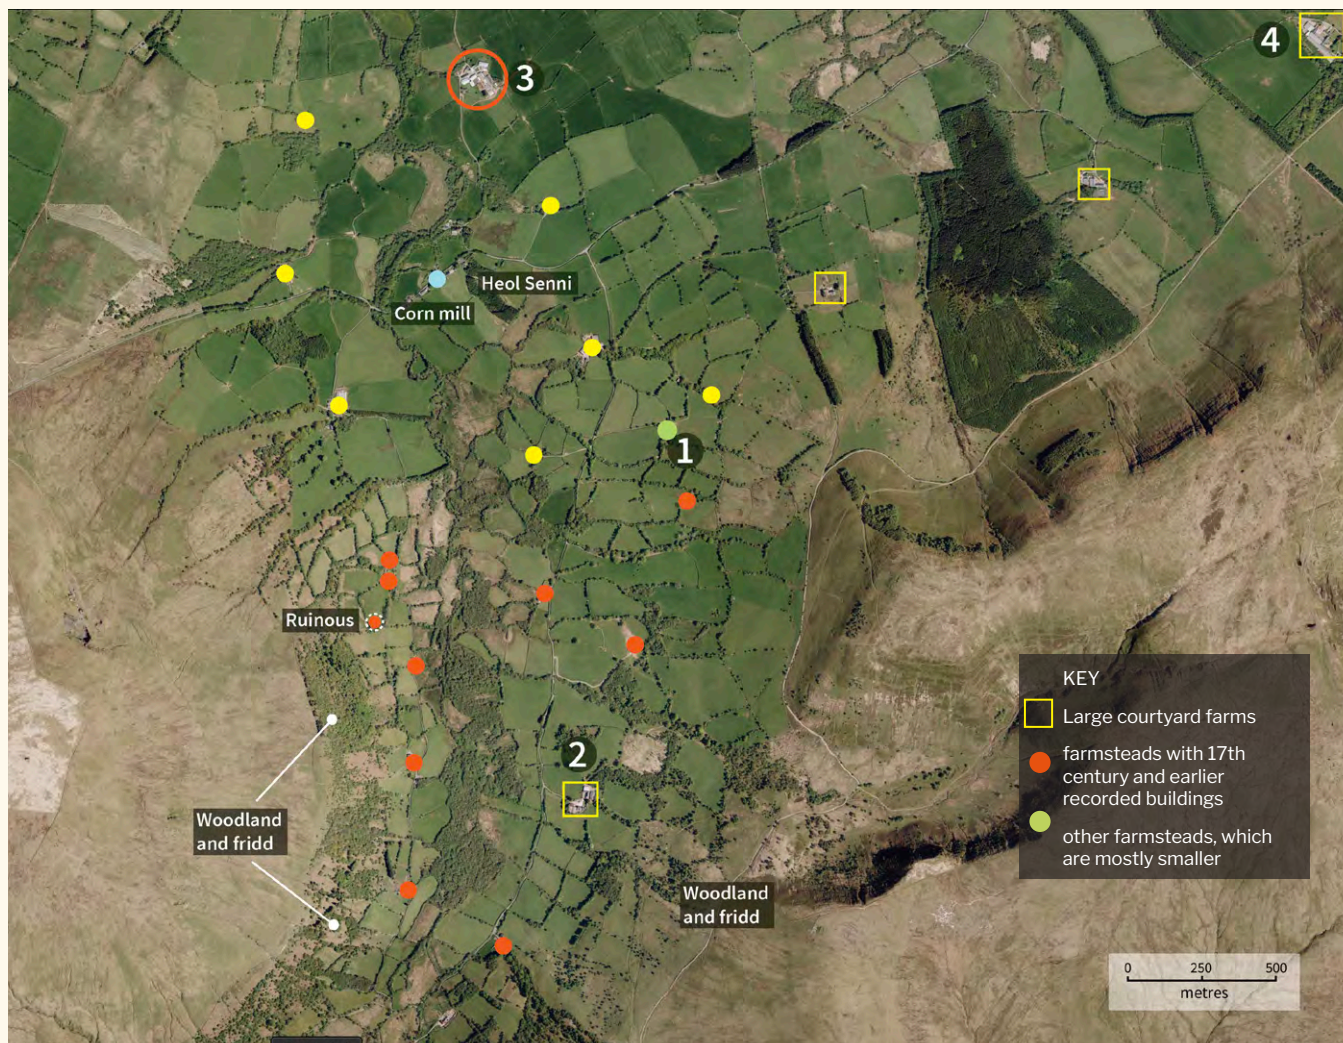 4
3
Heol Senni
Corn mill
1
Ruinous
KEY
Large courtyard farms
farmsteads with 17th
century and earlier
recorded buildings
other farmsteads, which
are mostly smaller
2
Woodland
and fridd
Woodland
and fridd
0 250 500
metres